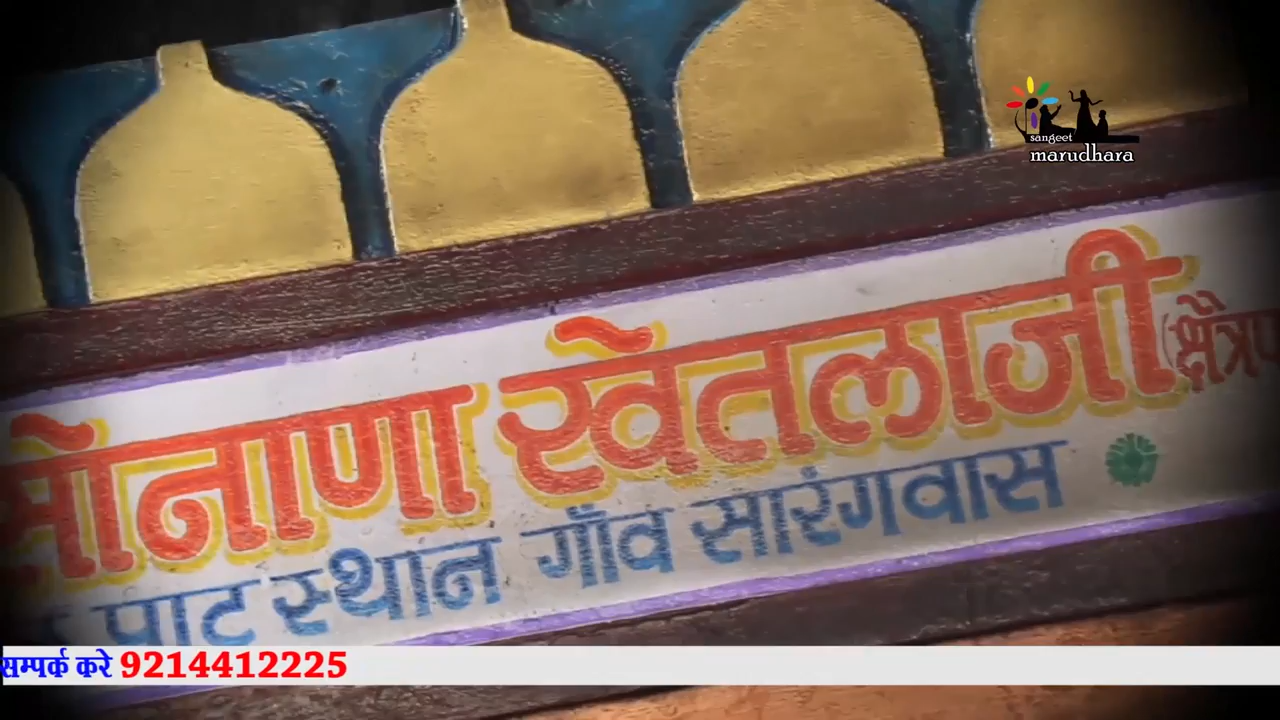 sangeet
marudhara
सोनाणा खेतलाजी
पाट स्थान गाँव सारंगवास
सम्पर्क करे 9214412225